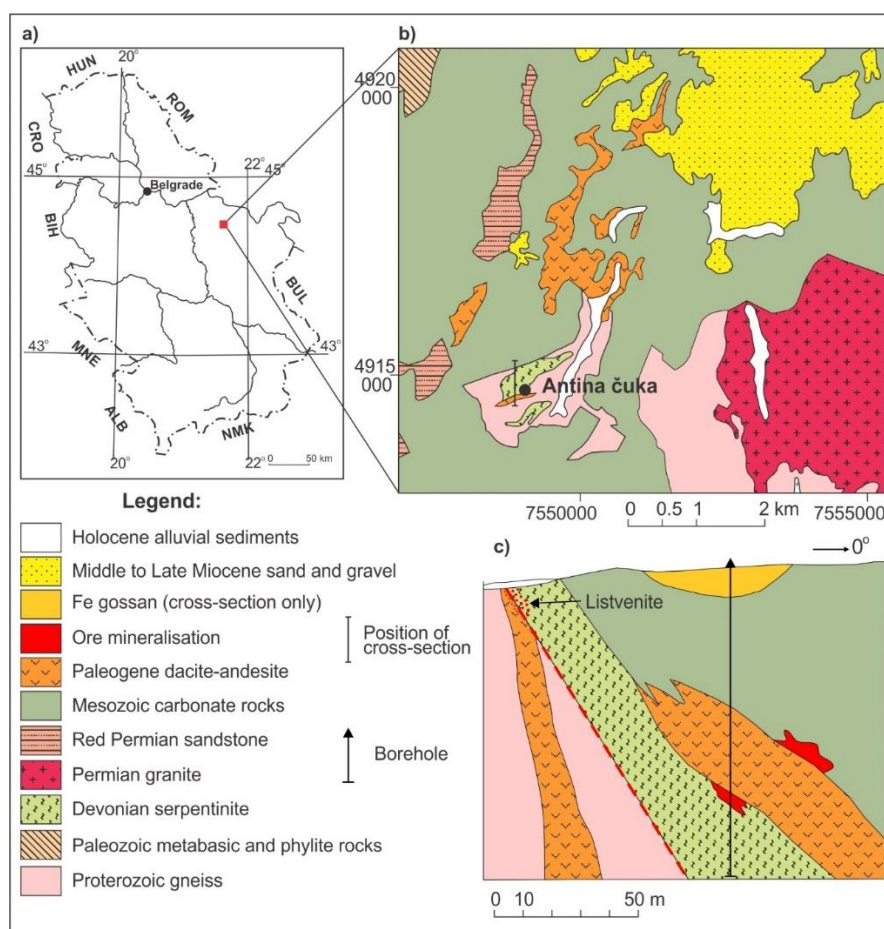 a)
20°
HUN
ROM
CRO
45°
22°
45°
Belgrade
BIH
BUL
43°
43°
MNE
ALB
NMK
20°
22°
0 50 km
b)
4920
000
4915
000
Antina čuka
7550000
0 0.5 1 2 km
7555000
Legend:
Holocene alluvial sediments
Middle to Late Miocene sand and gravel
Fe gossan (cross-section only)
Ore mineralisation
Position of
cross-section
Paleogene dacite-andesite
Mesozoic carbonate rocks
Red Permian sandstone
Borehole
Permian granite
Devonian serpentinite
Paleozoic metabasic and phylite rocks
Proterozoic gneiss
c)
0°
Listvenite
0 10 50 m